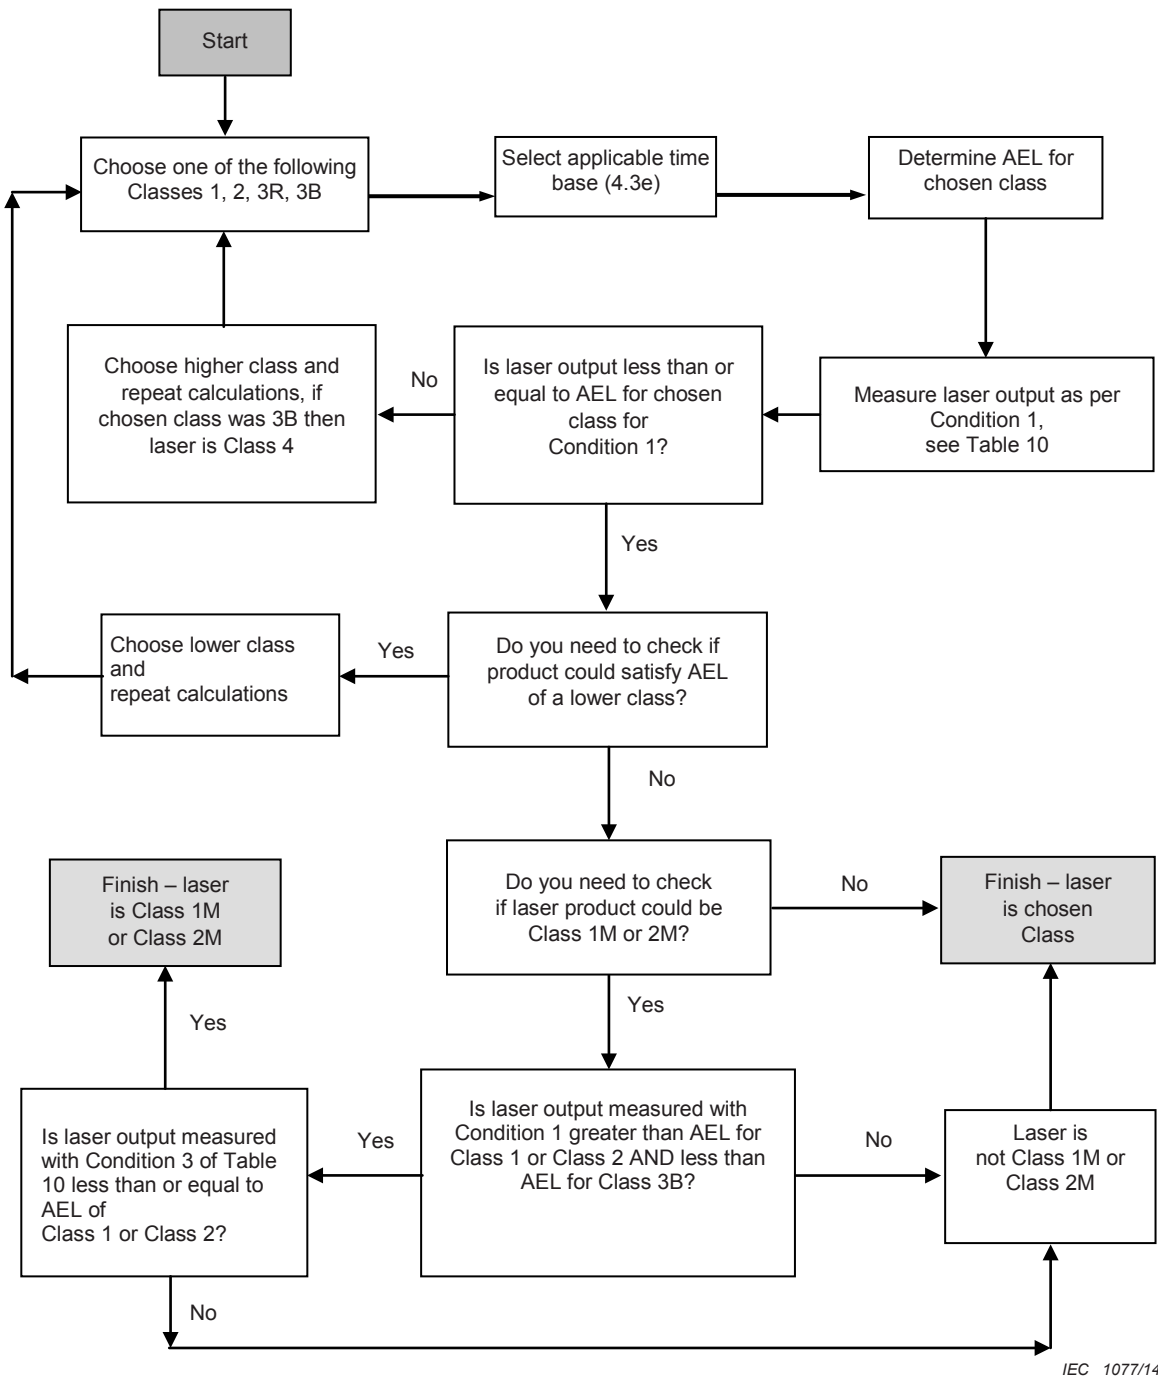 Start
Choose one of the following
Classes 1, 2, 3R, 3B
Select applicable time
base (4.3e)
Determine AEL for
chosen class
Choose higher class and
repeat calculations, if
chosen class was 3B then
laser is Class 4
No
Is laser output less than or
equal to AEL for chosen
class for
Condition 1?
Measure laser output as per
Condition 1,
see Table 10
Yes
Choose lower class
and
repeat calculations
Yes
Do you need to check if
product could satisfy AEL
of a lower class?
No
Finish – laser
is Class 1M
or Class 2M
Do you need to check
if laser product could be
Class 1M or 2M?
No
Finish – laser
is chosen
Class
Yes
Yes
Is laser output measured
with Condition 3 of Table
10 less than or equal to
AEL of
Class 1 or Class 2?
Yes
Is laser output measured with
Condition 1 greater than AEL for
Class 1 or Class 2 AND less than
AEL for Class 3B?
No
Laser is
not Class 1M or
Class 2M
No
IEC 1077/14